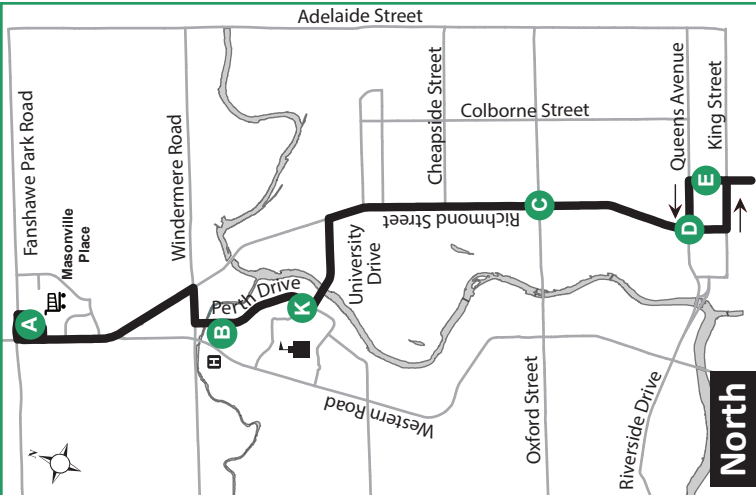 Adelaide Street
Fanshawe Park Road
Masonville
Place
Windermere Road
Cheapside Street
Colborne Street
Queens Avenue
King Street
A
B
K
C
D
E
Richmond Street
University
Drive
Perth Drive
H
Western Road
Oxford Street
Riverside Drive
N
North